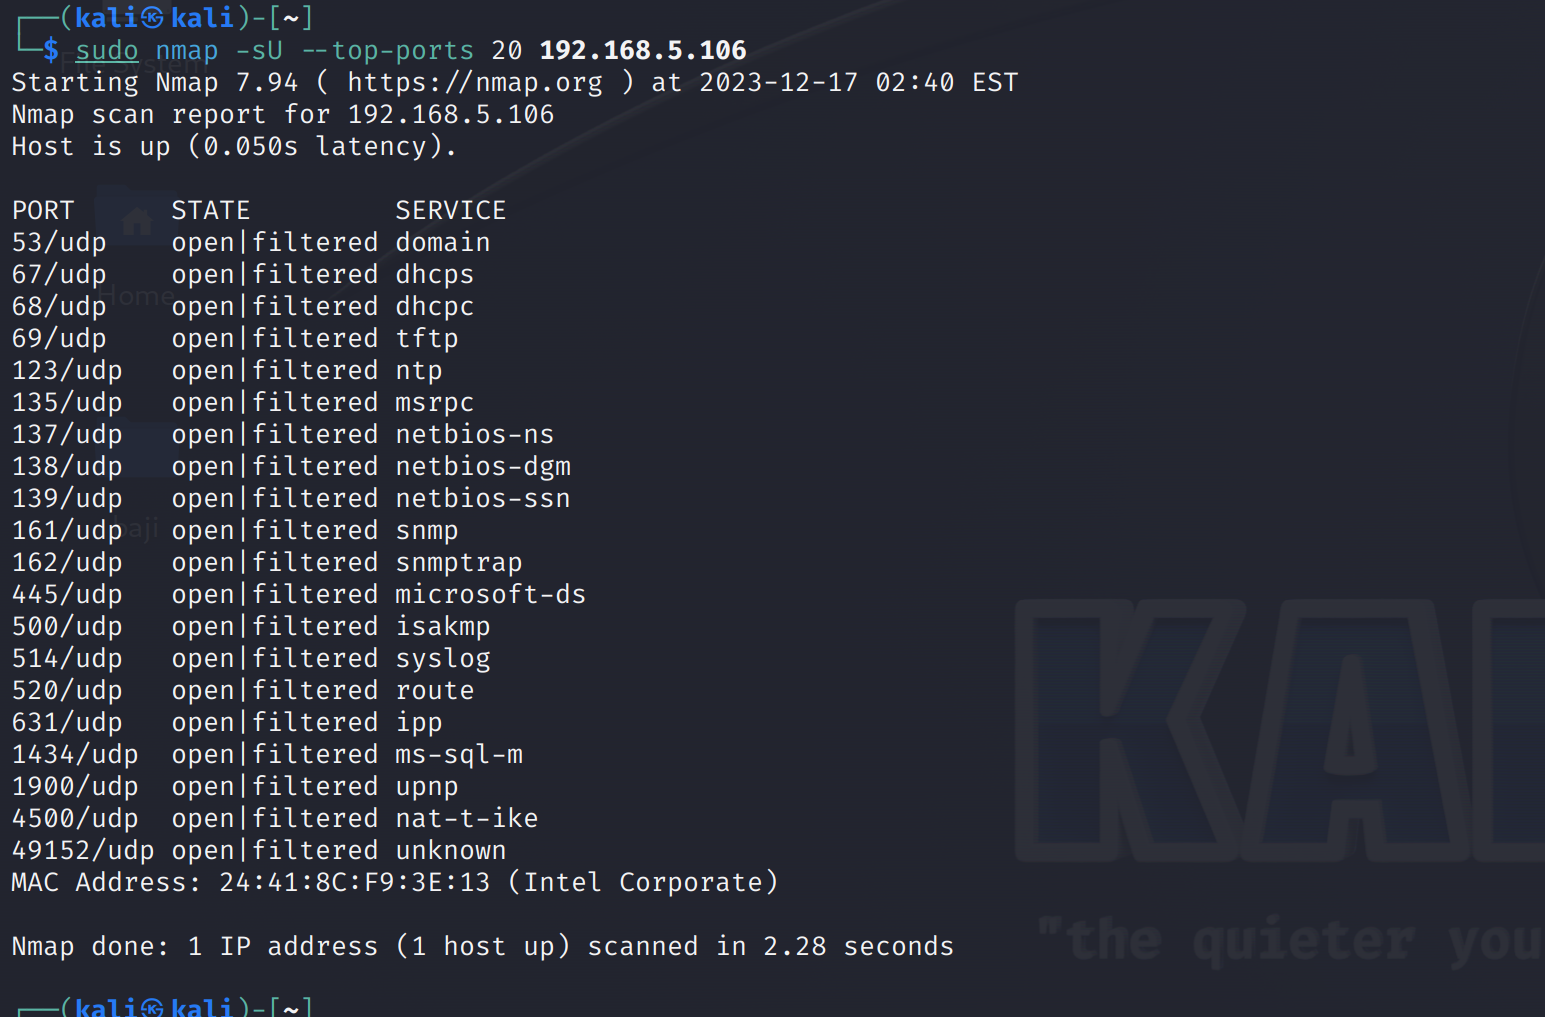 ┌──(kali㉿kali)-[~]
└─$ sudo nmap -sU --top-ports 20 192.168.5.106
File System
Starting Nmap 7.94 ( https://nmap.org ) at 2023-12-17 02:40 EST
Nmap scan report for 192.168.5.106
Host is up (0.050s latency).
PORT      STATE         SERVICE
53/udp    open|filtered domain
67/udp    open|filtered dhcps
Home
68/udp    open|filtered dhcpc
69/udp    open|filtered tftp
123/udp   open|filtered ntp
135/udp   open|filtered msrpc
137/udp   open|filtered netbios-ns
138/udp   open|filtered netbios-dgm
139/udp   open|filtered netbios-ssn
baji
161/udp   open|filtered snmp
162/udp   open|filtered snmptrap
445/udp   open|filtered microsoft-ds
500/udp   open|filtered isakmp
514/udp   open|filtered syslog
520/udp   open|filtered route
631/udp   open|filtered ipp
1434/udp  open|filtered ms-sql-m
1900/udp  open|filtered upnp
4500/udp  open|filtered nat-t-ike
49152/udp open|filtered unknown
MAC Address: 24:41:8C:F9:3E:13 (Intel Corporate)
KAL
Nmap done: 1 IP address (1 host up) scanned in 2.28 seconds
"the quieter you
┌──(kali㉿kali)-[~]